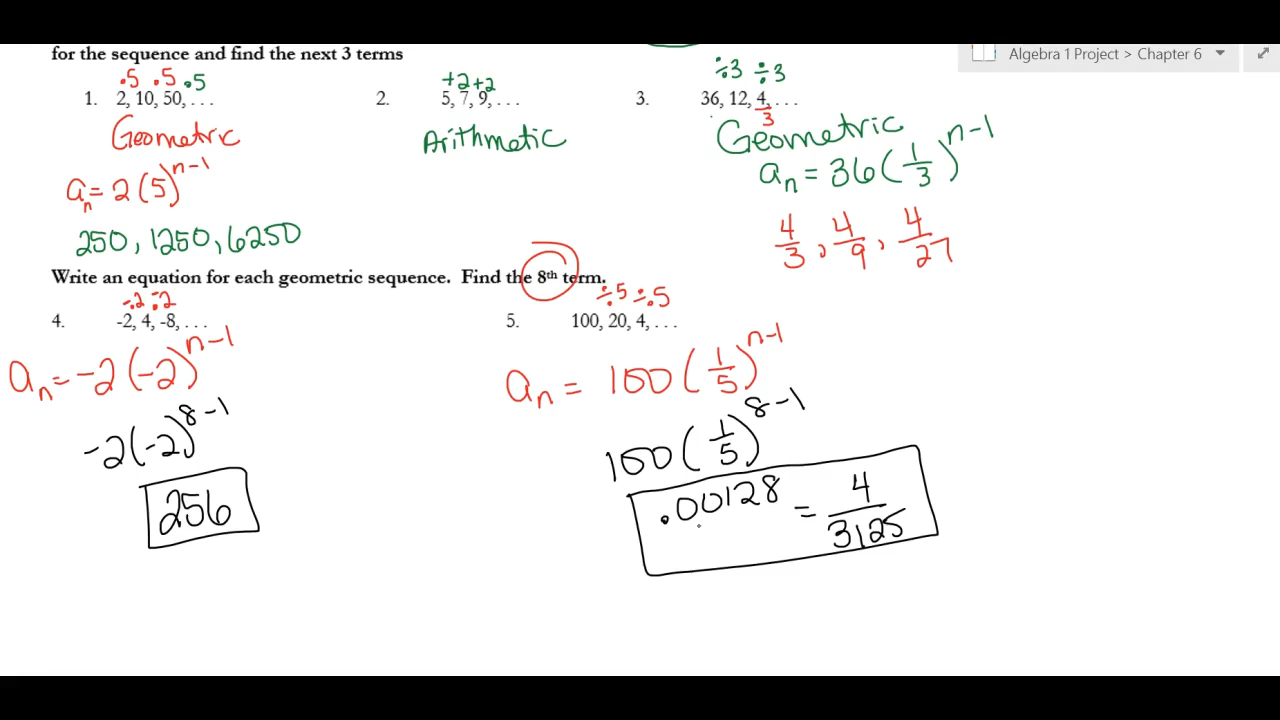 for the sequence and find the next 3 terms
Algebra 1 Project > Chapter 6
·5 ·5 ·5
+2 +2
÷3 ÷3
1. 2, 10, 50, . . .
2. 5, 7, 9, . . .
3. 36, 12, 4, . . .
3
Geometric
Arithmetic
Geometric
aₙ = 2(5)ⁿ⁻¹
aₙ = 36(1/3)ⁿ⁻¹
250, 1250, 6250
4/3, 4/9, 4/27
Write an equation for each geometric sequence. Find the 8th term.
÷5 ÷5
4. -2, 4, -8, . . .
5. 100, 20, 4, . . .
aₙ = -2(-2)ⁿ⁻¹
aₙ = 100(1/5)ⁿ⁻¹
-2(-2)⁸⁻¹
100(1/5)⁸⁻¹
256
.00128 = 4/3125